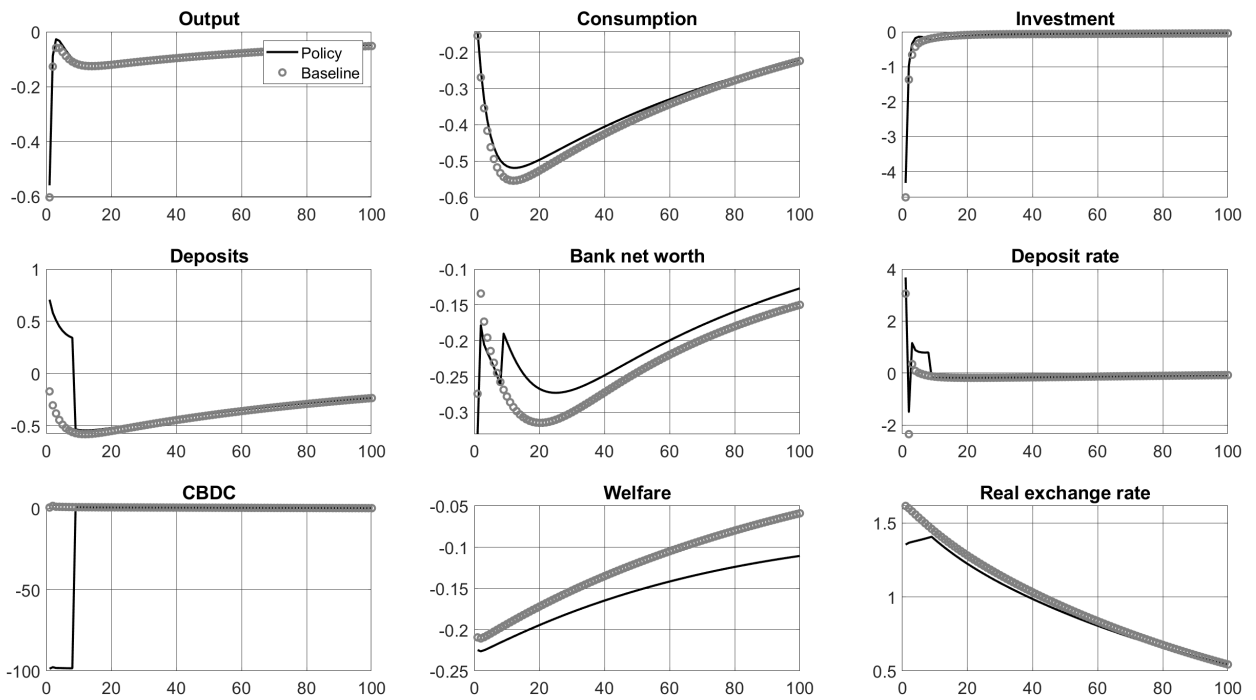 Output
0
-0.2
-0.4
-0.6
0 20 40 60 80 100
Policy
Baseline
Consumption
-0.2
-0.3
-0.4
-0.5
-0.6
0 20 40 60 80 100
Investment
0
-1
-2
-3
-4
0 20 40 60 80 100
Deposits
1
0.5
0
-0.5
0 20 40 60 80 100
Bank net worth
-0.1
-0.15
-0.2
-0.25
-0.3
0 20 40 60 80 100
Deposit rate
4
2
0
-2
0 20 40 60 80 100
CBDC
0
-50
-100
0 20 40 60 80 100
Welfare
-0.05
-0.1
-0.15
-0.2
-0.25
0 20 40 60 80 100
Real exchange rate
1.5
1
0.5
0 20 40 60 80 100